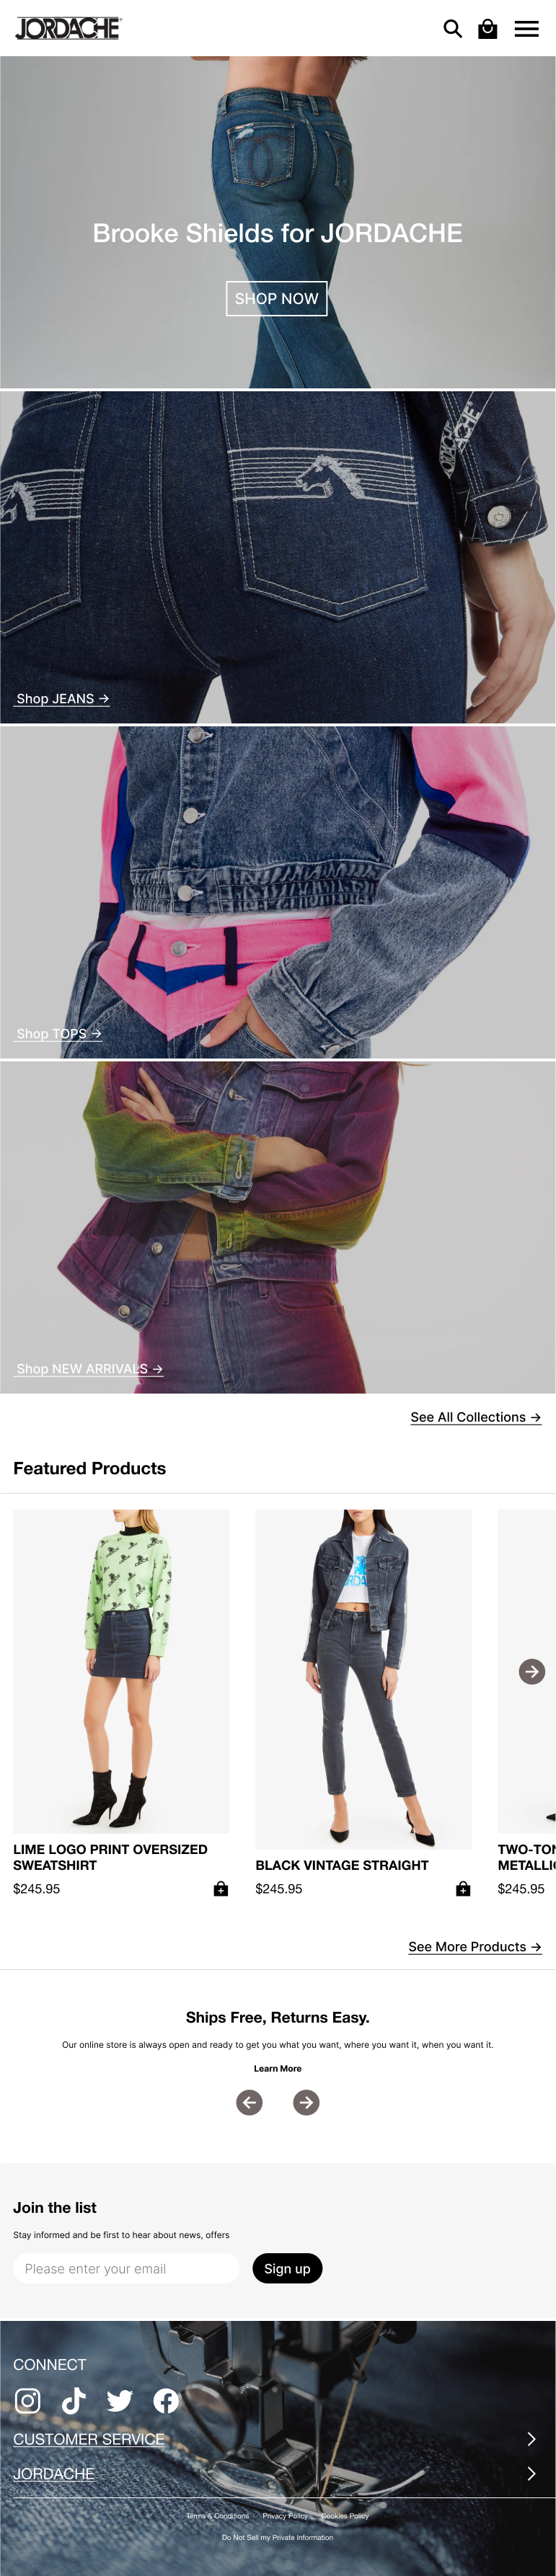 JORDACHE
Brooke Shields for JORDACHE
SHOP NOW
Shop JEANS →
Shop TOPS →
Shop NEW ARRIVALS →
See All Collections →
Featured Products
LIME LOGO PRINT OVERSIZED
SWEATSHIRT
$245.95
BLACK VINTAGE STRAIGHT
$245.95
$245.95
See More Products →
Ships Free, Returns Easy.
Our online store is always open and ready to get you what you want, where you want it, when you want it.
Learn More
Join the list
Stay informed and be first to hear about news, offers
Please enter your email
Sign up
CONNECT
CUSTOMER SERVICE
JORDACHE
Terms & Conditions Privacy Policy Cookies Policy
Do Not Sell my Private Information